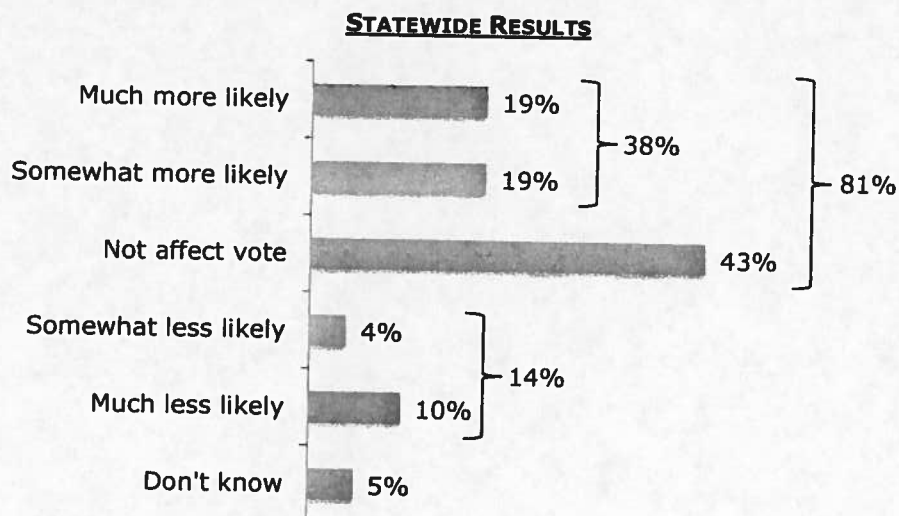 STATEWIDE RESULTS
Much more likely 19%
38%
Somewhat more likely 19%
81%
Not affect vote 43%
Somewhat less likely 4%
14%
Much less likely 10%
Don't know 5%